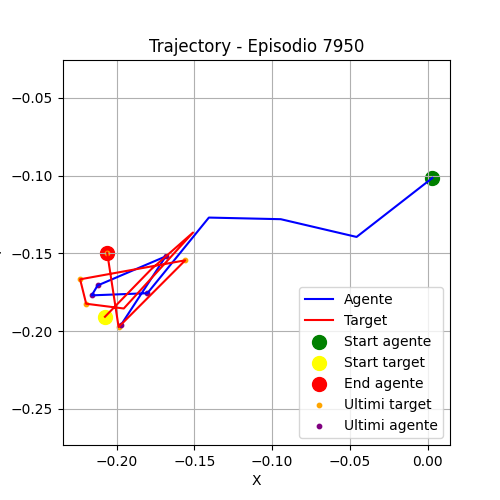 Trajectory - Episodio 7950
−0.05
−0.10
−0.15
−0.20
−0.25
Agente
Target
Start agente
Start target
End agente
Ultimi target
Ultimi agente
−0.20
−0.15
−0.10
−0.05
0.00
X